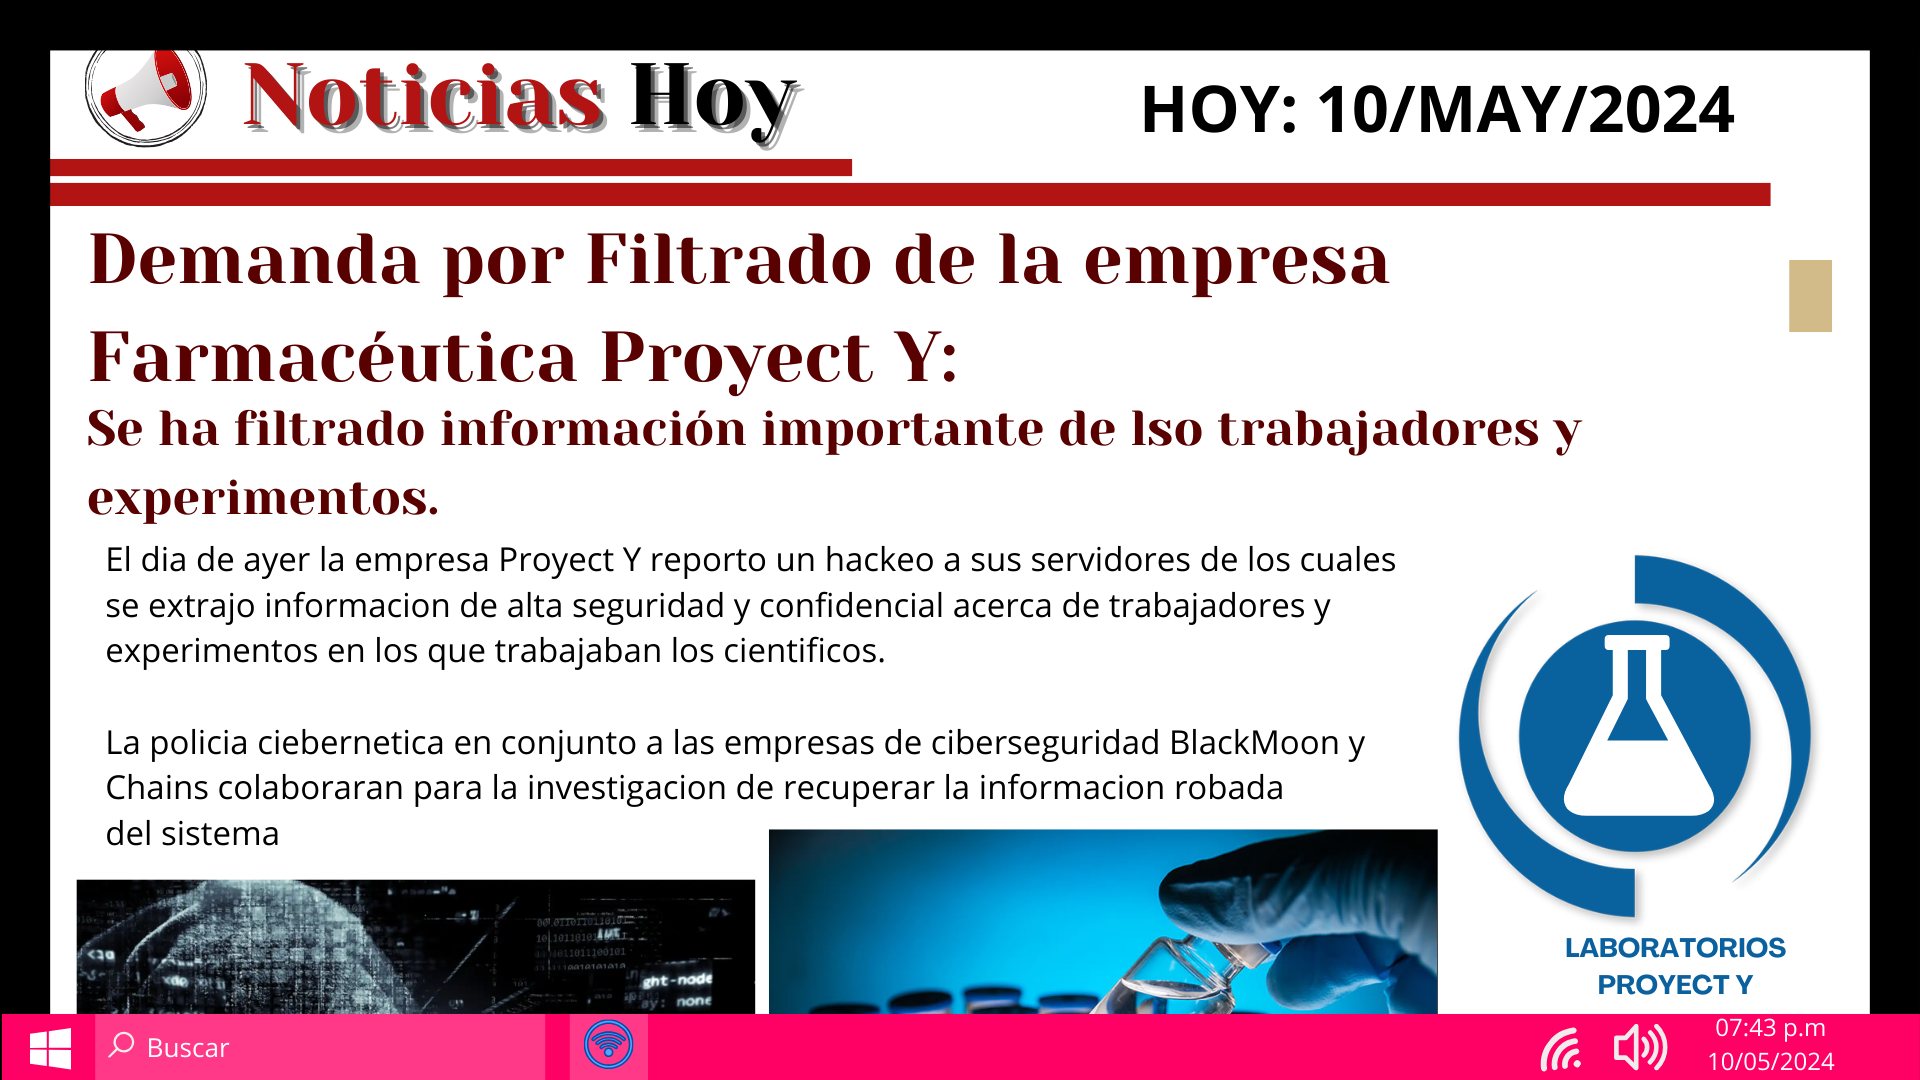 Noticias Hoy
HOY: 10/MAY/2024
Demanda por Filtrado de la empresa
Farmacéutica Proyect Y:
Se ha filtrado información importante de lso trabajadores y
experimentos.
El dia de ayer la empresa Proyect Y reporto un hackeo a sus servidores de los cuales
se extrajo informacion de alta seguridad y confidencial acerca de trabajadores y
experimentos en los que trabajaban los cientificos.
La policia ciebernetica en conjunto a las empresas de ciberseguridad BlackMoon y
Chains colaboraran para la investigacion de recuperar la informacion robada
del sistema
ght-node
none
LABORATORIOS
PROYECT Y
Buscar
07:43 p.m
10/05/2024